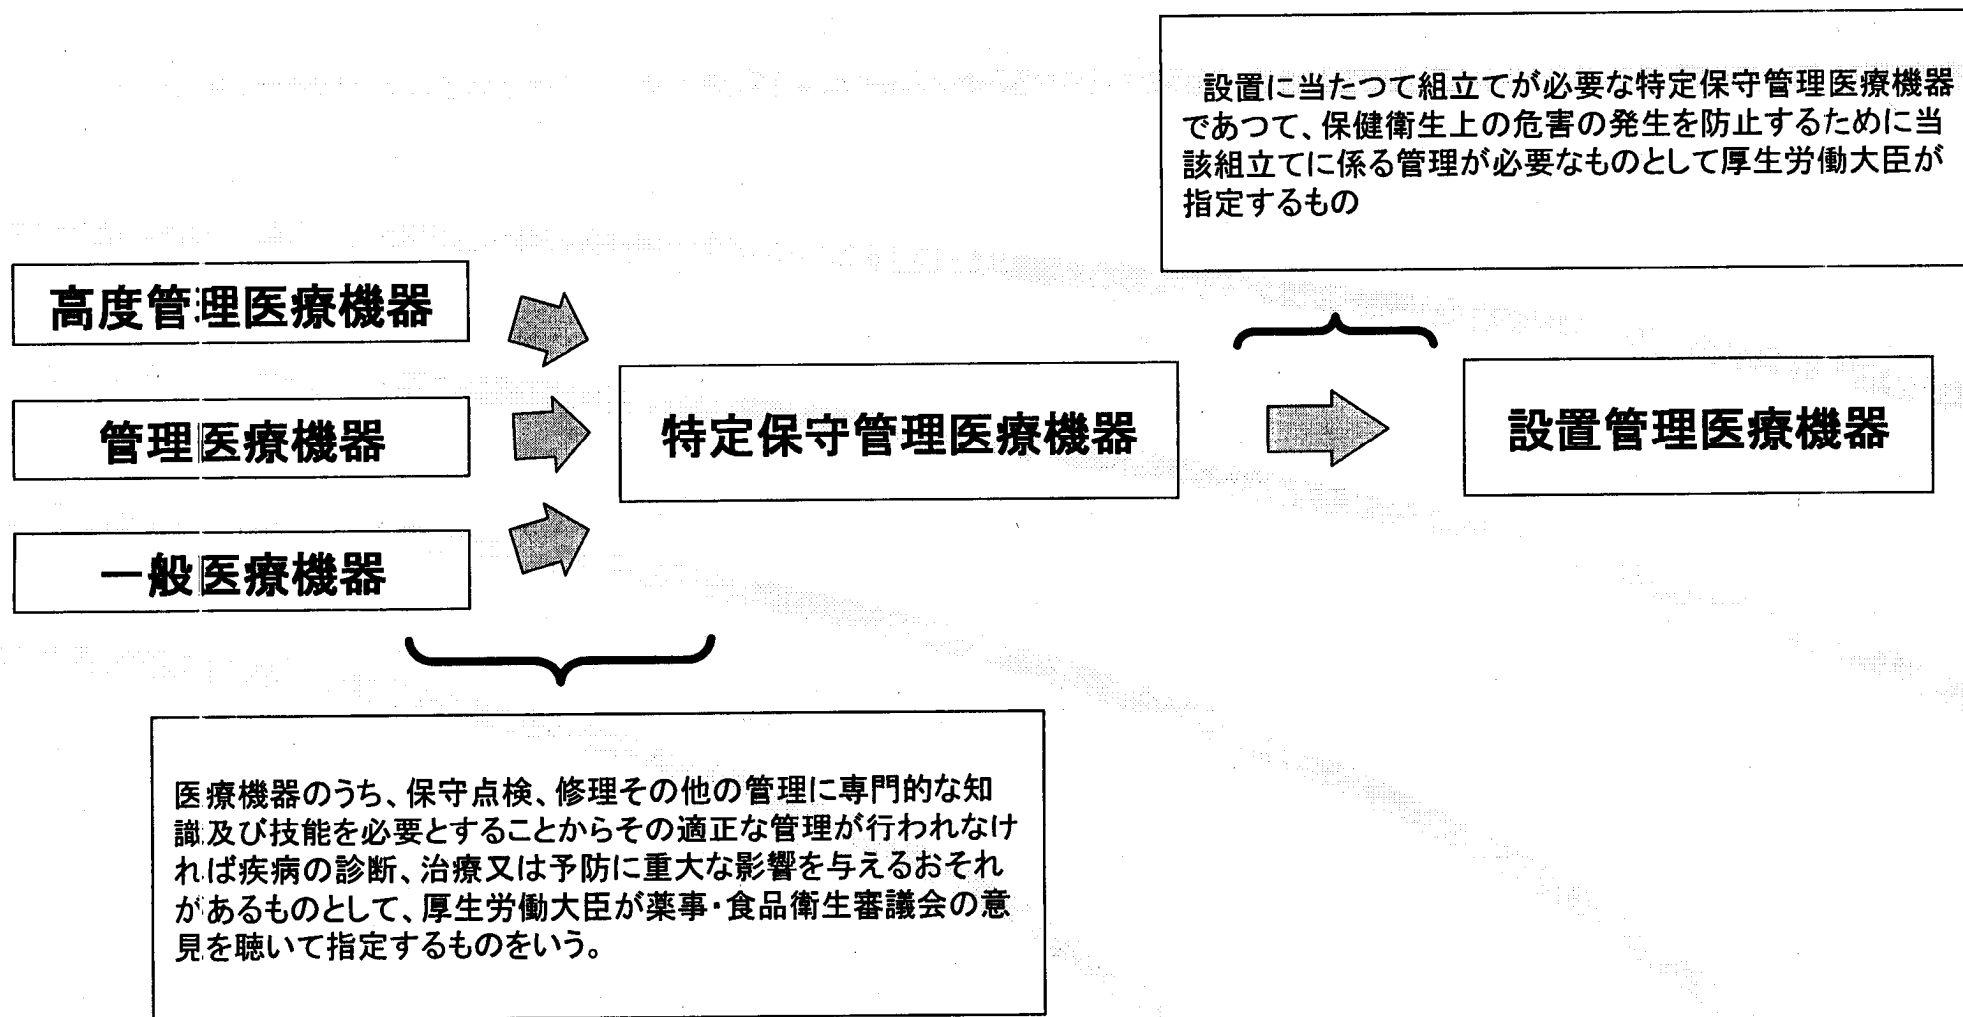 設置に当たつて組立てが必要な特定保守管理医療機器
であつて、保健衛生上の危害の発生を防止するために当
該組立てに係る管理が必要なものとして厚生労働大臣が
指定するもの
高度管理医療機器
管理医療機器
一般医療機器
特定保守管理医療機器
設置管理医療機器
医療機器のうち、保守点検、修理その他の管理に専門的な知
識及び技能を必要とすることからその適正な管理が行われなけ
れば疾病の診断、治療又は予防に重大な影響を与えるおそれ
があるものとして、厚生労働大臣が薬事・食品衛生審議会の意
見を聴いて指定するものをいう。